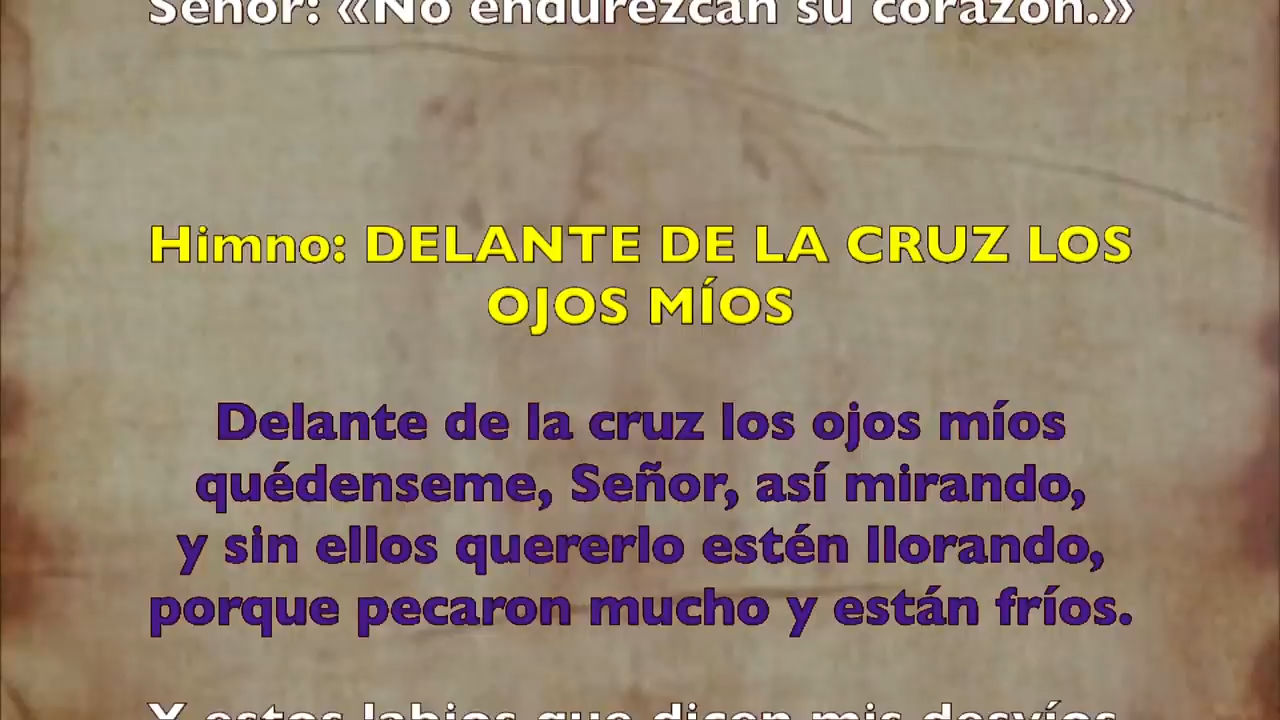 Señor: «No endurezcan su corazón.»
Himno: DELANTE DE LA CRUZ LOS
OJOS MÍOS
Delante de la cruz los ojos míos
quédenseme, Señor, así mirando,
y sin ellos quererlo estén llorando,
porque pecaron mucho y están fríos.
Y estos labios que dicen mis desvíos,